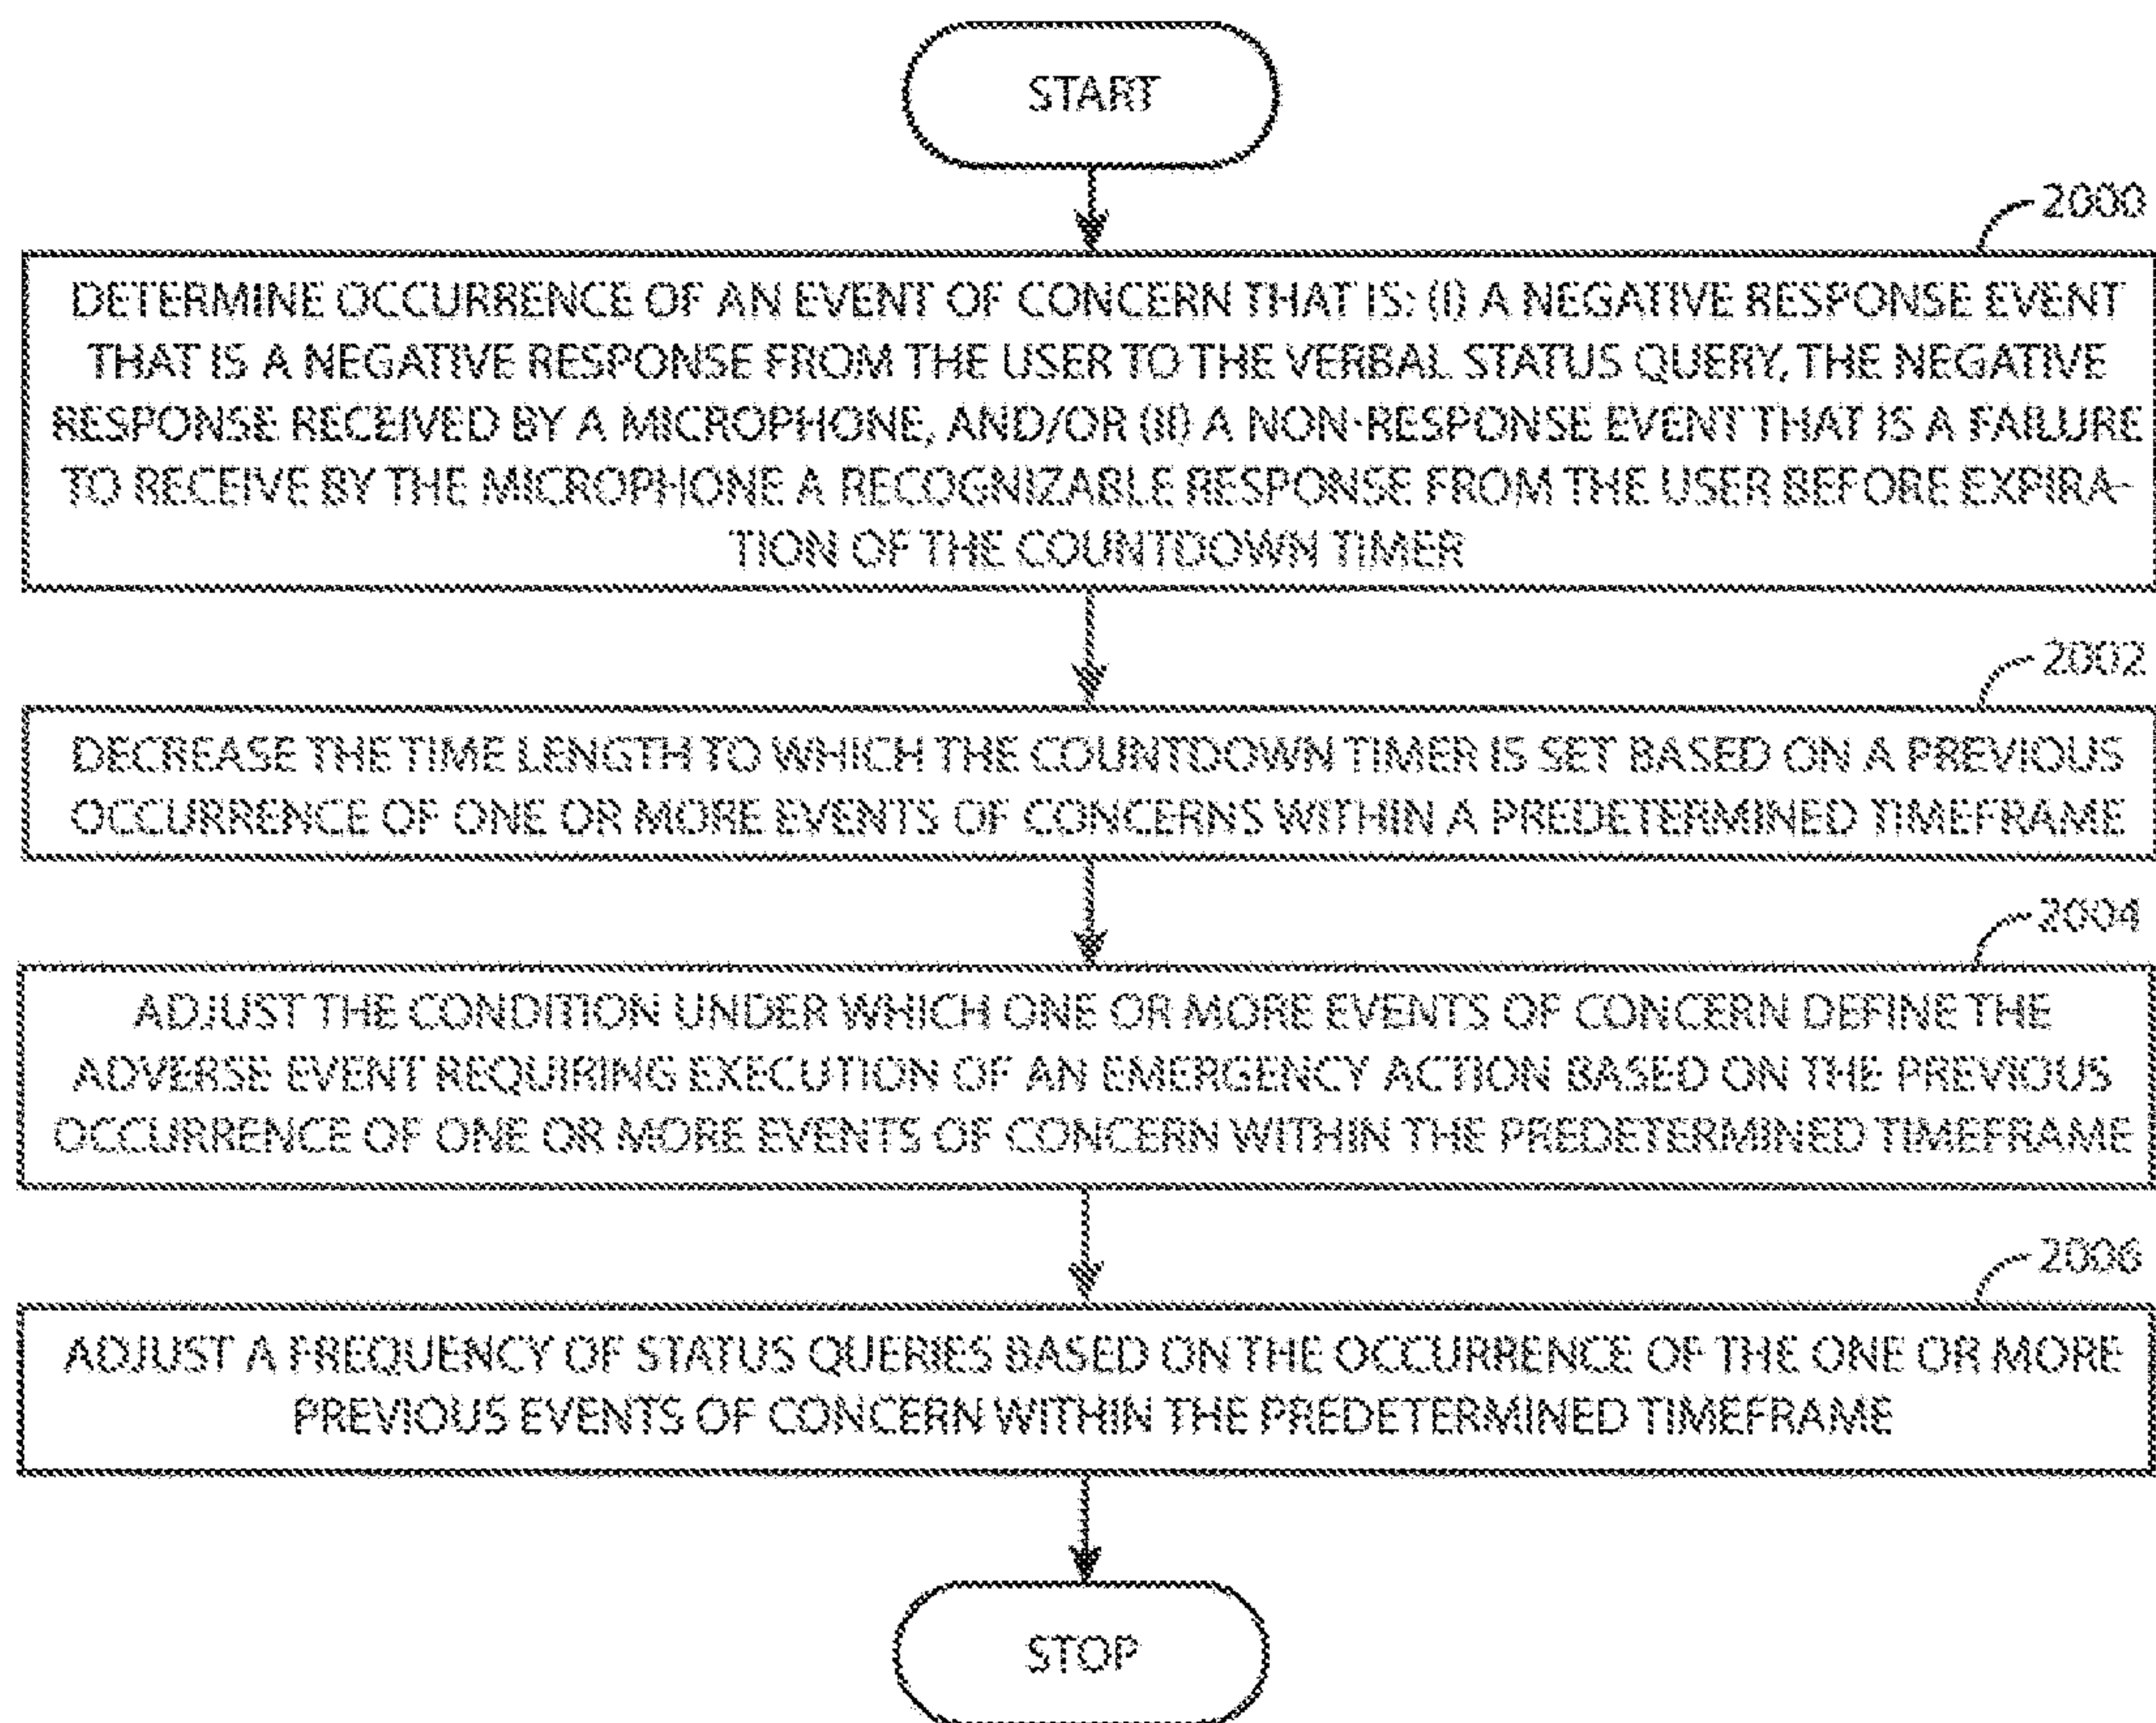 START
2000
DETERMINE OCCURRENCE OF AN EVENT OF CONCERN THAT IS: (I) A NEGATIVE RESPONSE EVENT
THAT IS A NEGATIVE RESPONSE FROM THE USER TO THE VERBAL STATUS QUERY, THE NEGATIVE
RESPONSE RECEIVED BY A MICROPHONE, AND/OR (II) A NON-RESPONSE EVENT THAT IS A FAILURE
TO RECEIVE BY THE MICROPHONE A RECOGNIZABLE RESPONSE FROM THE USER BEFORE EXPIRA-
TION OF THE COUNTDOWN TIMER
2002
DECREASE THE TIME LENGTH TO WHICH THE COUNTDOWN TIMER IS SET BASED ON A PREVIOUS
OCCURRENCE OF ONE OR MORE EVENTS OF CONCERNS WITHIN A PREDETERMINED TIMEFRAME
2004
ADJUST THE CONDITION UNDER WHICH ONE OR MORE EVENTS OF CONCERN DEFINE THE
ADVERSE EVENT REQUIRING EXECUTION OF AN EMERGENCY ACTION BASED ON THE PREVIOUS
OCCURRENCE OF ONE OR MORE EVENTS OF CONCERN WITHIN THE PREDETERMINED TIMEFRAME
2006
ADJUST A FREQUENCY OF STATUS QUERIES BASED ON THE OCCURRENCE OF THE ONE OR MORE
PREVIOUS EVENTS OF CONCERN WITHIN THE PREDETERMINED TIMEFRAME
STOP